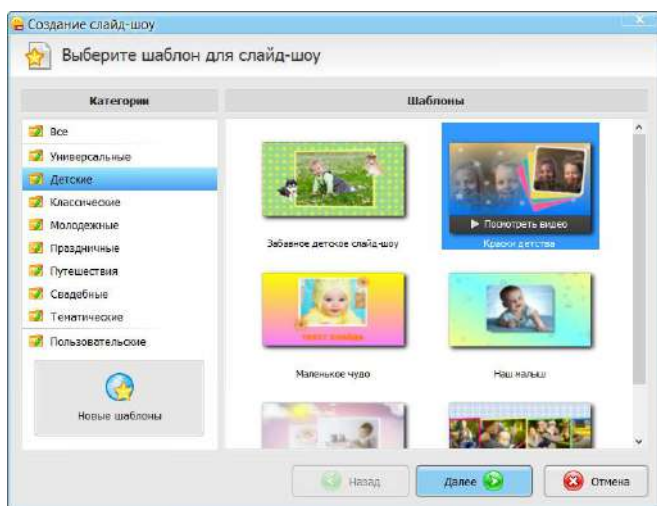 Создание слайд-шоу
Выберите шаблон для слайд-шоу
Категории
Шаблоны
Все
Универсальные
Детские
Классические
Молодежные
Праздничные
Путешествия
Свадебные
Тематические
Пользовательские
Новые шаблоны
Забавное детское слайд-шоу
Посмотреть видео
Краски детства
Маленькое чудо
Наш малыш
Назад
Далее
Отмена